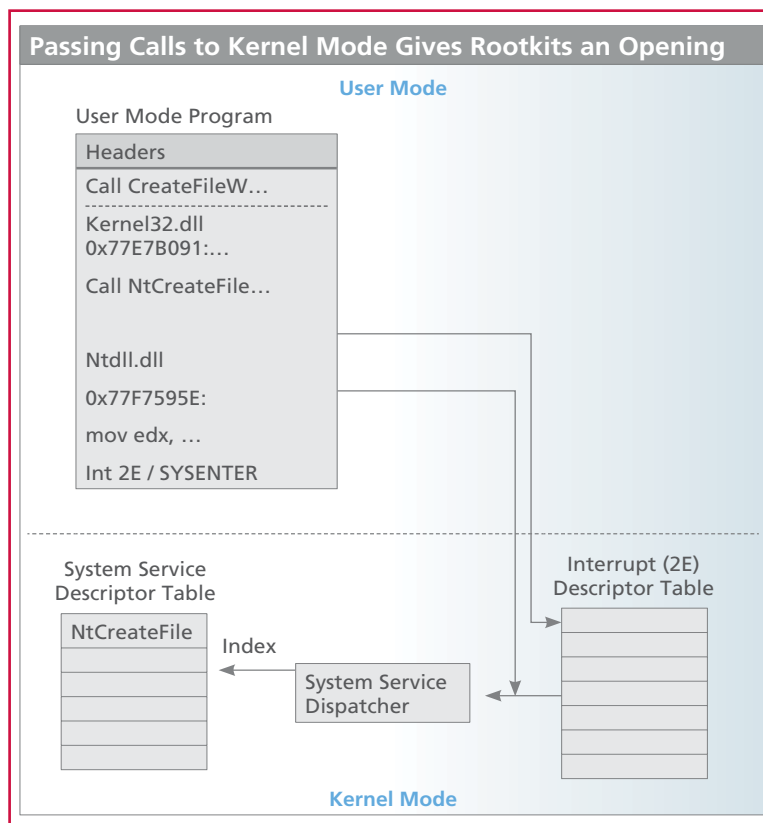 Passing Calls to Kernel Mode Gives Rootkits an Opening
User Mode
User Mode Program
Headers
Call CreateFileW…
Kernel32.dll
0x77E7B091:…
Call NtCreateFile…
Ntdll.dll
0x77F7595E:
mov edx, …
Int 2E / SYSENTER
System Service
Descriptor Table
NtCreateFile
Index
System Service
Dispatcher
Interrupt (2E)
Descriptor Table
Kernel Mode